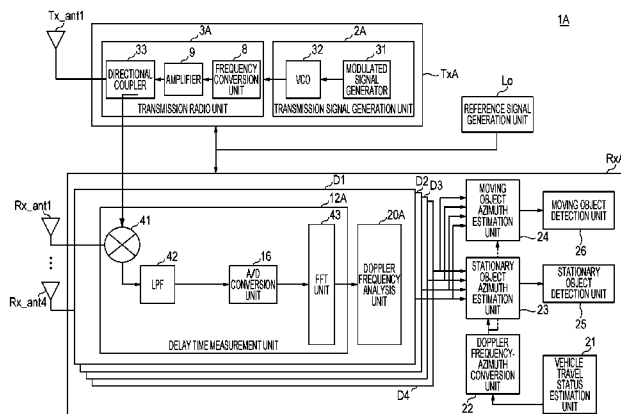 1A
Tx_ant1
3A
2A
33
9
8
32
31
DIRECTIONAL
COUPLER
AMPLIFIER
FREQUENCY
CONVERSION
UNIT
VCO
MODULATED
SIGNAL
GENERATOR
TRANSMISSION RADIO UNIT
TRANSMISSION SIGNAL GENERATION UNIT
TxA
Lo
REFERENCE SIGNAL
GENERATION UNIT
RxA
D1
D2
D3
12A
20A
Rx_ant1
41
42
16
43
LPF
A/D
CONVERSION
UNIT
FFT UNIT
DOPPLER
FREQUENCY
ANALYSIS
UNIT
Rx_ant4
DELAY TIME MEASUREMENT UNIT
D4
MOVING
OBJECT
AZIMUTH
ESTIMATION
UNIT
24
MOVING OBJECT
DETECTION UNIT
26
STATIONARY
OBJECT
AZIMUTH
ESTIMATION
UNIT
23
STATIONARY
OBJECT
DETECTION UNIT
25
DOPPLER
FREQUENCY-
AZIMUTH
CONVERSION
UNIT
22
21
VEHICLE
TRAVEL
STATUS
ESTIMATION
UNIT